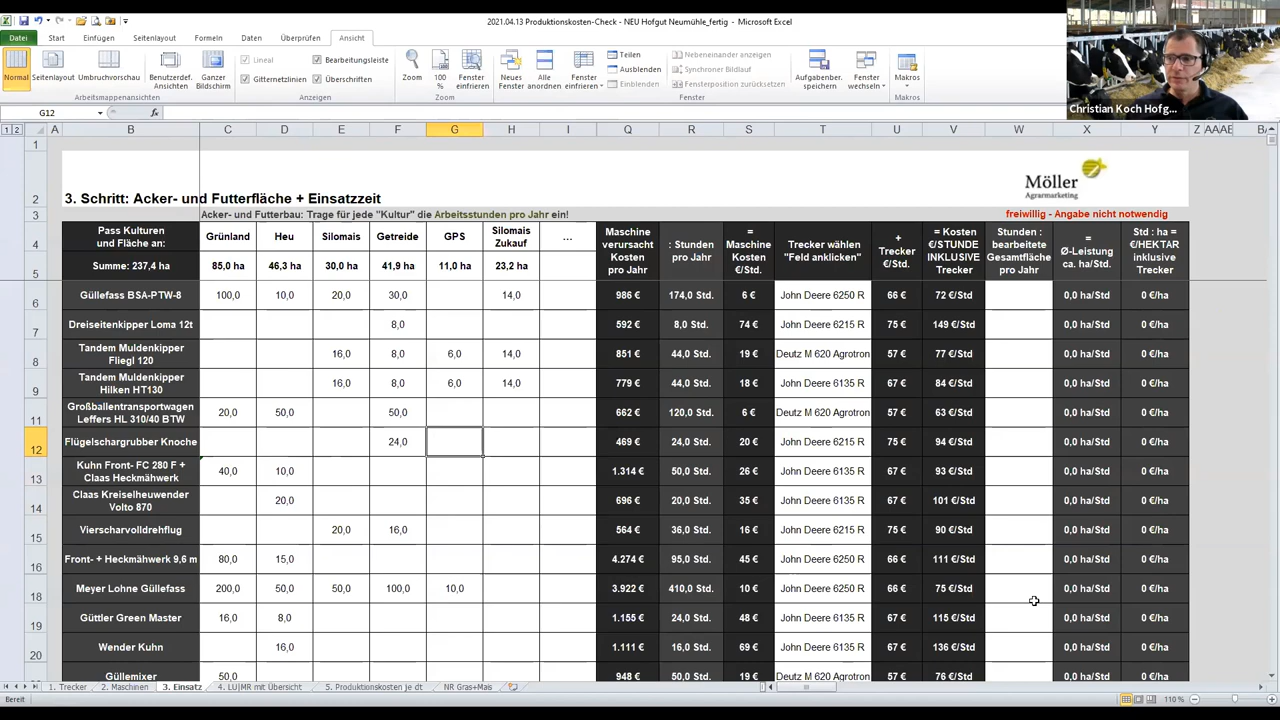 2021.04.13 Produktionskosten-Check - NEU Hofgut Neumühle_fertig - Microsoft Excel
Datei Start Einfügen Seitenlayout Formeln Daten Überprüfen Ansicht
Normal Seitenlayout Umbruchvorschau Benutzerdef. Ansichten Ganzer Bildschirm
Lineal Bearbeitungsleiste
Gitternetzlinien Überschriften
Zoom 100 % Fenster einfrieren
Neues Fenster Alle anordnen Fenster einfrieren
Teilen Nebeneinander anzeigen
Ausblenden Synchroner Bildlauf
Einblenden Fensterposition zurücksetzen
Aufgabenber. speichern Fenster wechseln Makros
Arbeitsmappenansichten Anzeigen Zoom Fenster Makros
Christian Koch Hofg...
G12 fx
1 2 A B C D E F G H I Q R S T U V W X Y Z
1
2 3. Schritt: Acker- und Futterfläche + Einsatzzeit
Möller
Agrarmarketing
3 Acker- und Futterbau: Trage für jede "Kultur" die Arbeitsstunden pro Jahr ein! freiwillig - Angabe nicht notwendig
4 Pass Kulturen und Fläche an: Grünland Heu Silomais Getreide GPS Silomais Zukauf ... Maschine verursacht Kosten pro Jahr : Stunden pro Jahr = Maschine Kosten €/Std. Trecker wählen "Feld anklicken" + Trecker €/Std. = Kosten €/STUNDE INKLUSIVE Trecker Stunden : bearbeitete Gesamtfläche pro Jahr = Ø-Leistung ca. ha/Std. Std : ha = €/HEKTAR inklusive Trecker
5 Summe: 237,4 ha 85,0 ha 46,3 ha 30,0 ha 41,9 ha 11,0 ha 23,2 ha
6 Güllefass BSA-PTW-8 100,0 10,0 20,0 30,0 14,0 986 € 174,0 Std. 6 € John Deere 6250 R 66 € 72 €/Std 0,0 ha/Std 0 €/ha
7 Dreiseitenkipper Loma 12t 8,0 592 € 8,0 Std. 74 € John Deere 6215 R 75 € 149 €/Std 0,0 ha/Std 0 €/ha
8 Tandem Muldenkipper Fliegl 120 16,0 8,0 6,0 14,0 851 € 44,0 Std. 19 € Deutz M 620 Agrotron 57 € 77 €/Std 0,0 ha/Std 0 €/ha
9 Tandem Muldenkipper Hilken HT130 16,0 8,0 6,0 14,0 779 € 44,0 Std. 18 € John Deere 6135 R 67 € 84 €/Std 0,0 ha/Std 0 €/ha
11 Großballentransportwagen Leffers HL 310/40 BTW 20,0 50,0 50,0 662 € 120,0 Std. 6 € Deutz M 620 Agrotron 57 € 63 €/Std 0,0 ha/Std 0 €/ha
12 Flügelschargrubber Knoche 24,0 469 € 24,0 Std. 20 € John Deere 6215 R 75 € 94 €/Std 0,0 ha/Std 0 €/ha
13 Kuhn Front- FC 280 F + Claas Heckmähwerk 40,0 10,0 1.314 € 50,0 Std. 26 € John Deere 6135 R 67 € 93 €/Std 0,0 ha/Std 0 €/ha
14 Claas Kreiselheuwender Volto 870 20,0 696 € 20,0 Std. 35 € John Deere 6135 R 67 € 101 €/Std 0,0 ha/Std 0 €/ha
15 Vierscharvolldrehflug 20,0 16,0 564 € 36,0 Std. 16 € John Deere 6215 R 75 € 90 €/Std 0,0 ha/Std 0 €/ha
16 Front- + Heckmähwerk 9,6 m 80,0 15,0 4.274 € 95,0 Std. 45 € John Deere 6250 R 66 € 111 €/Std 0,0 ha/Std 0 €/ha
18 Meyer Lohne Güllefass 200,0 50,0 50,0 100,0 10,0 3.922 € 410,0 Std. 10 € John Deere 6250 R 66 € 75 €/Std 0,0 ha/Std 0 €/ha
19 Güttler Green Master 16,0 8,0 1.155 € 24,0 Std. 48 € John Deere 6135 R 67 € 115 €/Std 0,0 ha/Std 0 €/ha
20 Wender Kuhn 16,0 1.111 € 16,0 Std. 69 € John Deere 6135 R 67 € 136 €/Std 0,0 ha/Std 0 €/ha
Güllemixer 50,0 948 € 50,0 Std. 19 € Deutz M 620 Agrotron 57 € 76 €/Std 0,0 ha/Std 0 €/ha
1. Trecker 2. Maschinen 3. Einsatz 4. LU|MR mit Übersicht 5. Produktionskosten je dt NR Gras+Mais
Bereit 110 %